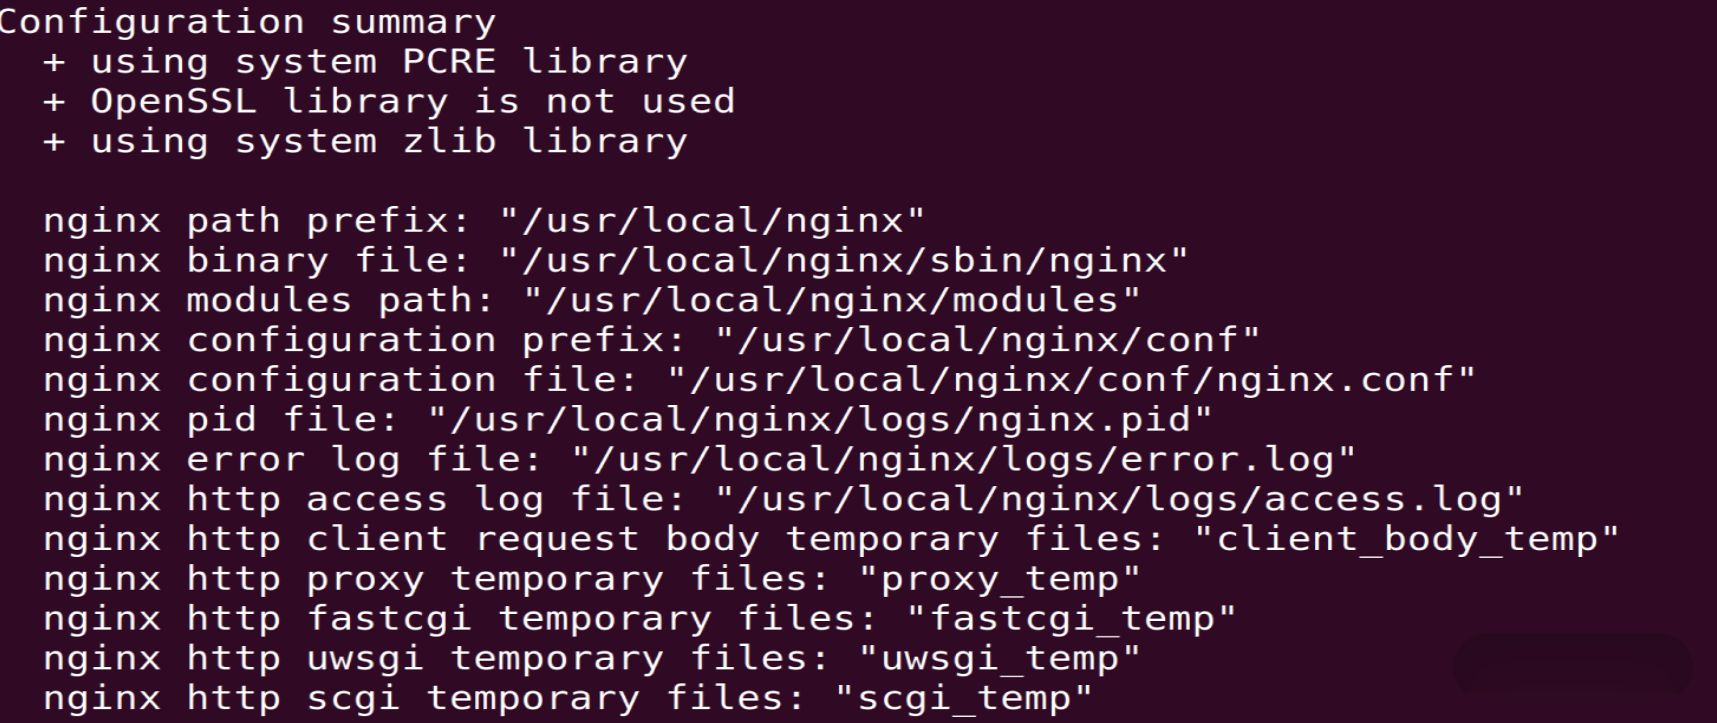 Configuration summary
  + using system PCRE library
  + OpenSSL library is not used
  + using system zlib library

  nginx path prefix: "/usr/local/nginx"
  nginx binary file: "/usr/local/nginx/sbin/nginx"
  nginx modules path: "/usr/local/nginx/modules"
  nginx configuration prefix: "/usr/local/nginx/conf"
  nginx configuration file: "/usr/local/nginx/conf/nginx.conf"
  nginx pid file: "/usr/local/nginx/logs/nginx.pid"
  nginx error log file: "/usr/local/nginx/logs/error.log"
  nginx http access log file: "/usr/local/nginx/logs/access.log"
  nginx http client request body temporary files: "client_body_temp"
  nginx http proxy temporary files: "proxy_temp"
  nginx http fastcgi temporary files: "fastcgi_temp"
  nginx http uwsgi temporary files: "uwsgi_temp"
  nginx http scgi temporary files: "scgi_temp"